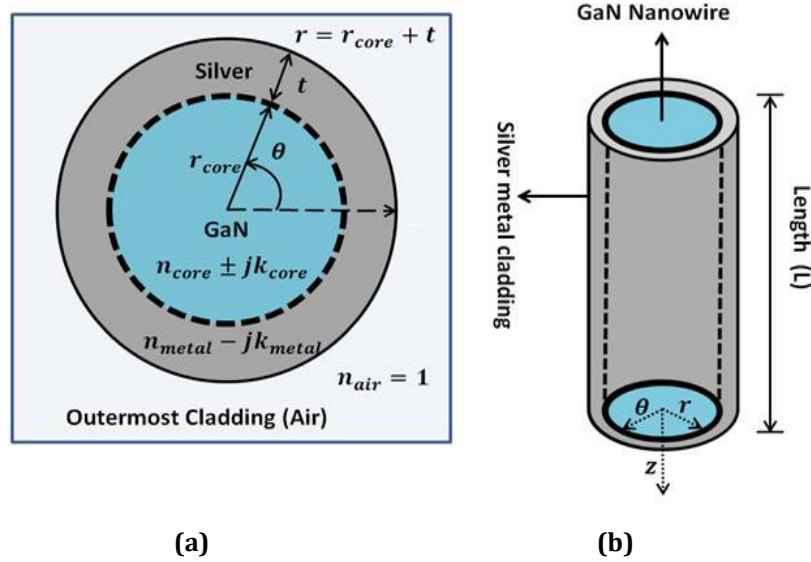 r = r_core + t
Silver
t
r_core
θ
GaN
n_core ± jk_core
n_metal − jk_metal
n_air = 1
Outermost Cladding (Air)
(a)
GaN Nanowire
Silver metal cladding
Length (L)
θ
r
z
(b)